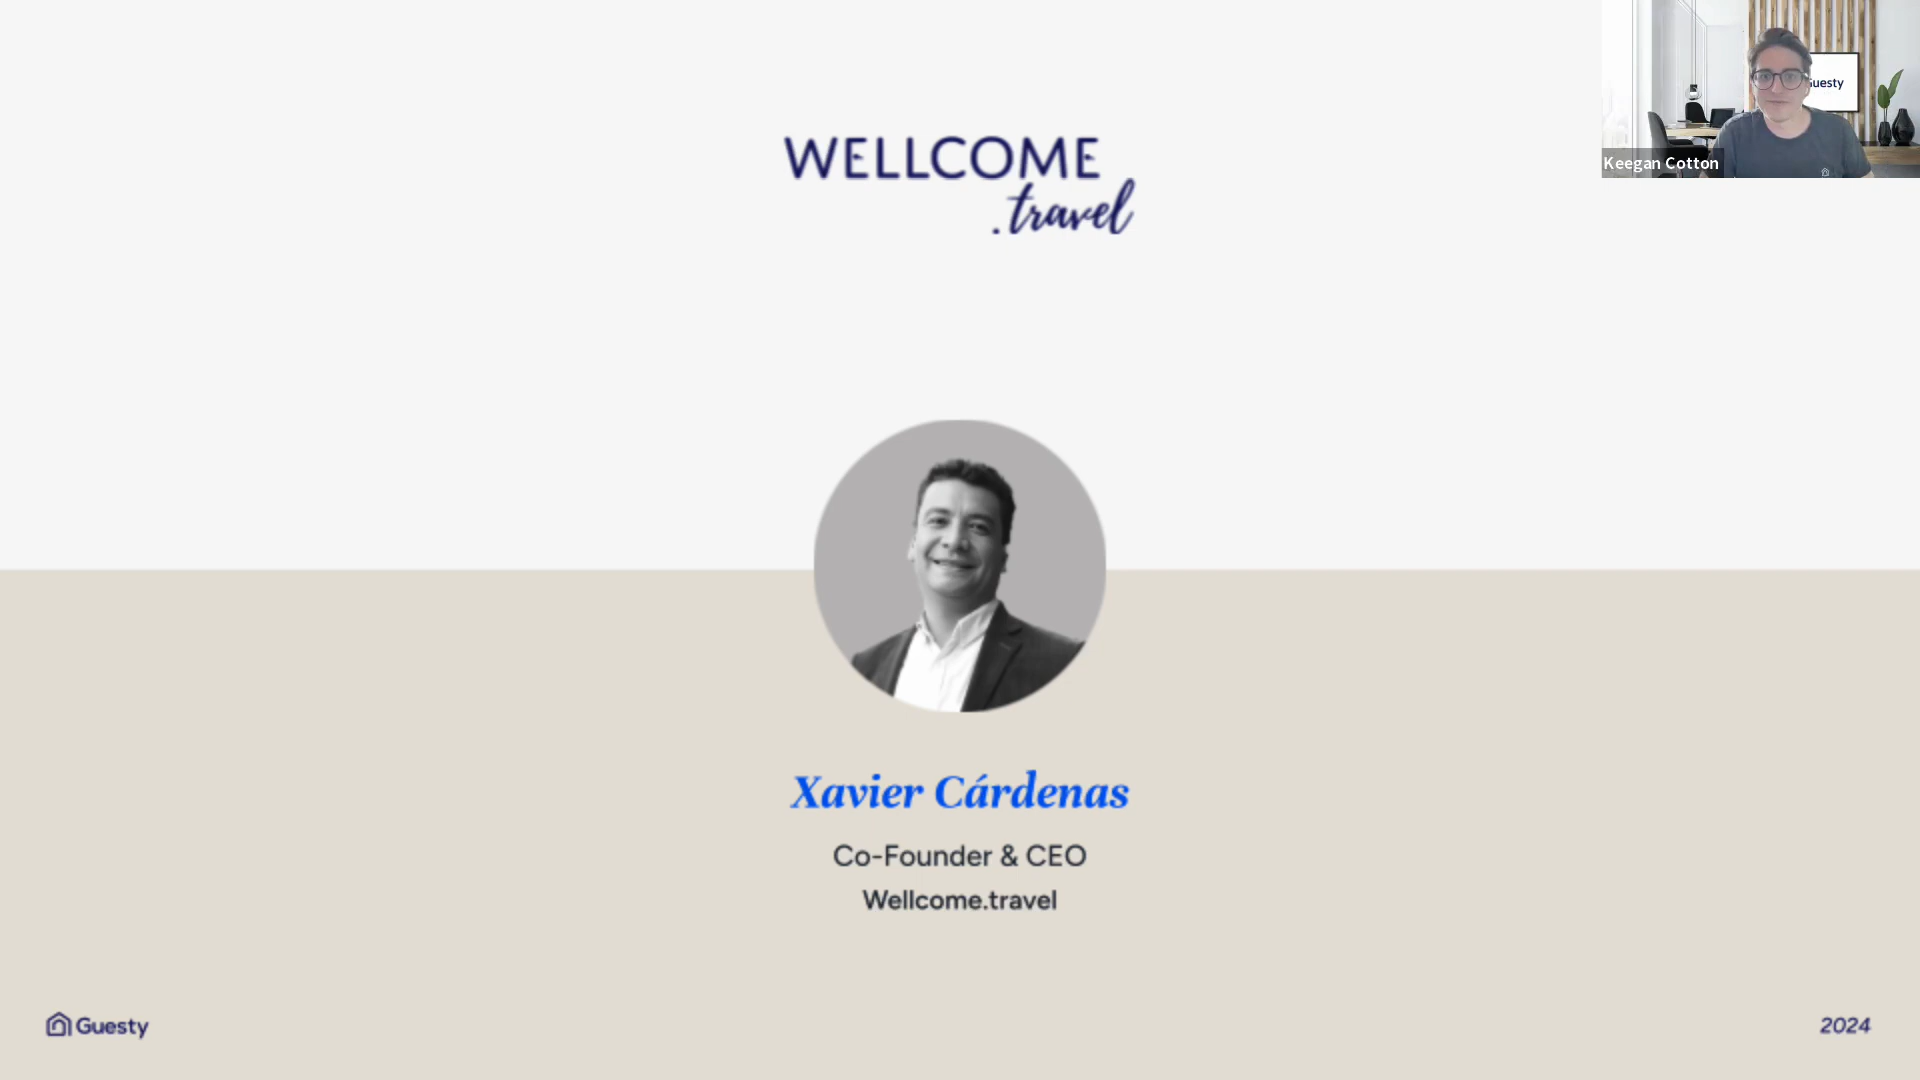 WELLCOME
.travel
Guesty
Keegan Cotton
Xavier Cárdenas
Co-Founder & CEO
Wellcome.travel
Guesty
2024